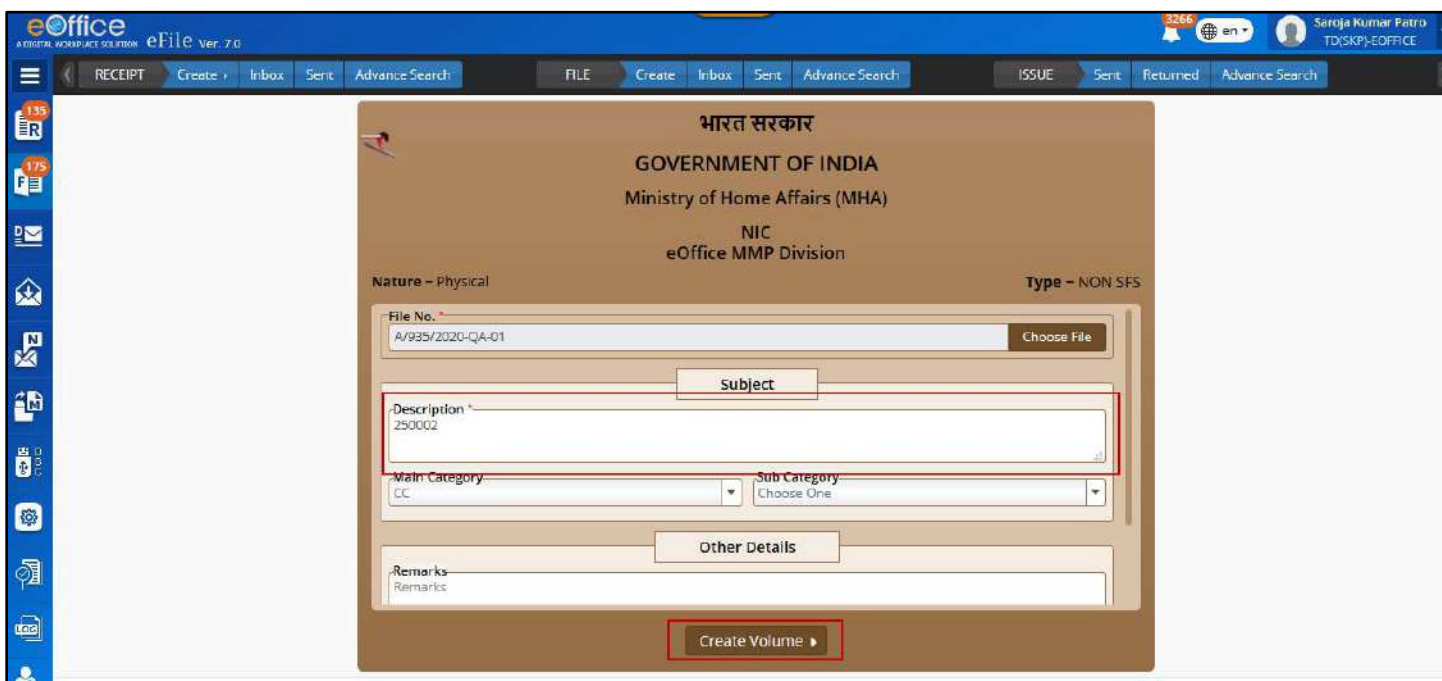 eOffice
A DIGITAL WORKPLACE SOLUTION eFile Ver. 7.0
3266
en
Saroja Kumar Patro
TD(SKP)-EOFFICE
RECEIPT Create Inbox Sent Advance Search FILE Create Inbox Sent Advance Search ISSUE Sent Returned Advance Search
135
R
175
F
D
N
M
DSC
LOG
भारत सरकार
GOVERNMENT OF INDIA
Ministry of Home Affairs (MHA)
NIC
eOffice MMP Division
Nature – Physical Type – NON SFS
File No. *
A/935/2020-QA-01 Choose File
Subject
Description *
250002
Main Category Sub Category
CC Choose One
Other Details
Remarks
Remarks
Create Volume